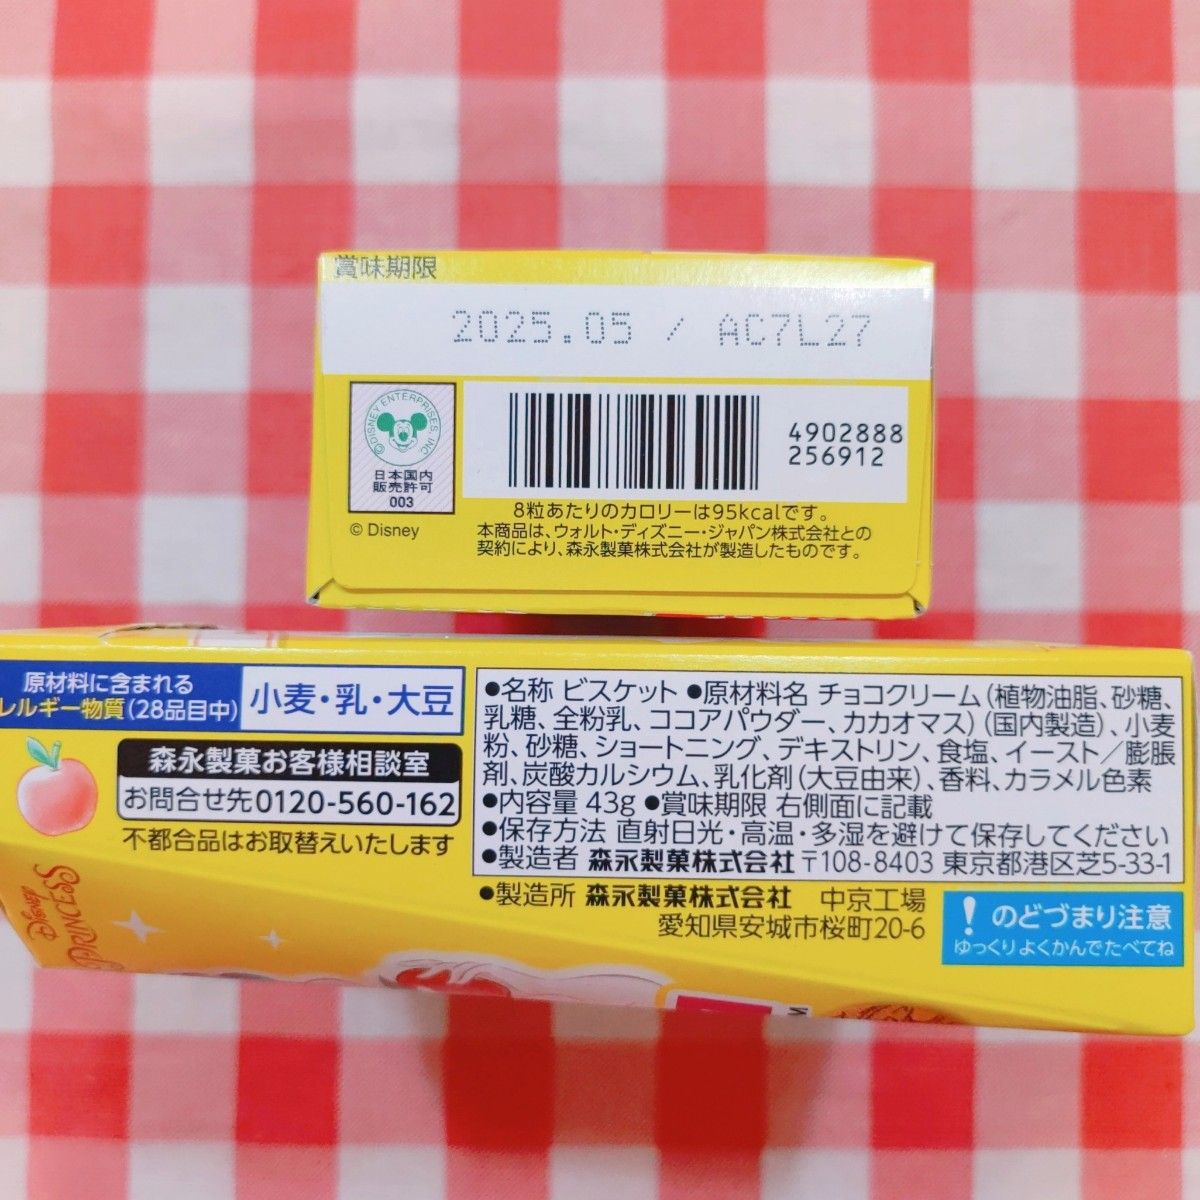 賞味期限
2025.05 / AC7L27
©DISNEY ENTERPRISES, INC
日本国内
販売許可
003
© Disney
4902888
256912
8粒あたりのカロリーは95kcalです。
本商品は、ウォルト・ディズニー・ジャパン株式会社との
契約により、森永製菓株式会社が製造したものです。
原材料に含まれる
レルギー物質(28品目中)
小麦・乳・大豆
森永製菓お客様相談室
お問合せ先0120-560-162
不都合品はお取替えいたします
Disney
PRINCESS
●名称 ビスケット ●原材料名 チョコクリーム(植物油脂、砂糖、
乳糖、全粉乳、ココアパウダー、カカオマス)(国内製造)、小麦
粉、砂糖、ショートニング、デキストリン、食塩、イースト／膨脹
剤、炭酸カルシウム、乳化剤(大豆由来)、香料、カラメル色素
●内容量 43g ●賞味期限 右側面に記載
●保存方法 直射日光・高温・多湿を避けて保存してください
●製造者 森永製菓株式会社 〒108-8403 東京都港区芝5-33-1
●製造所 森永製菓株式会社 中京工場
愛知県安城市桜町20-6
! のどづまり注意
ゆっくりよくかんでたべてね